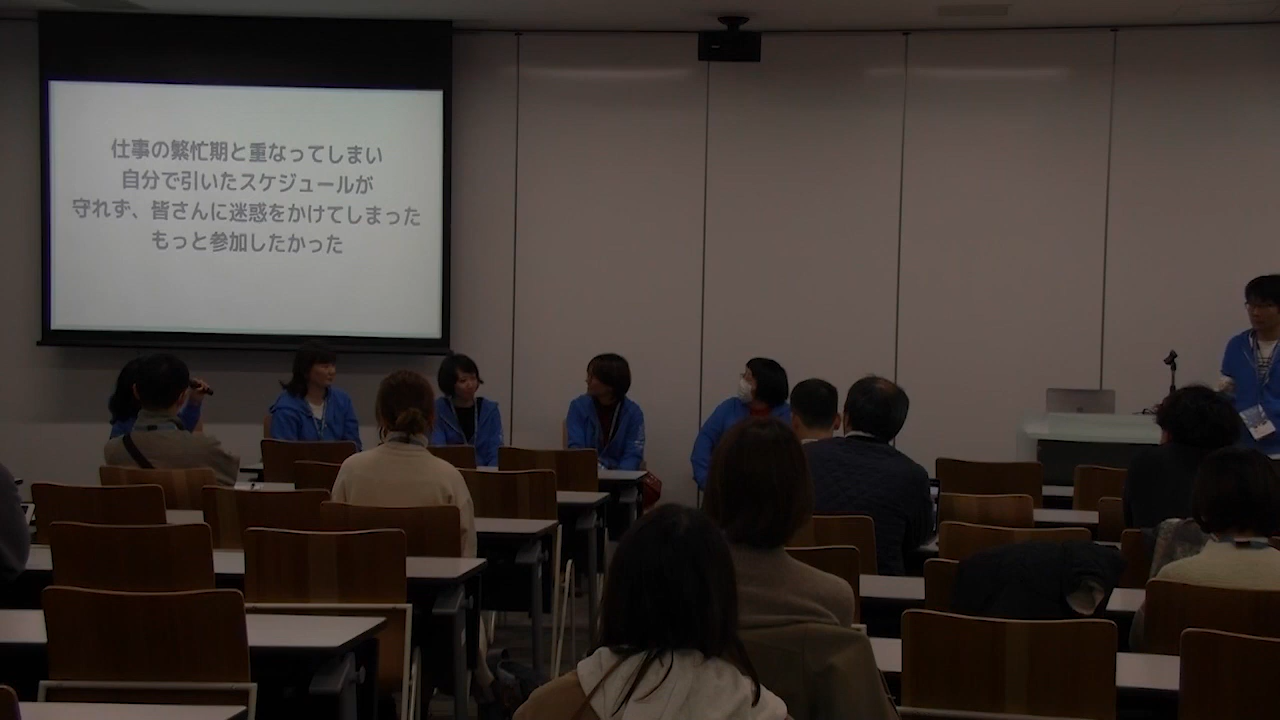 仕事の繁忙期と重なってしまい
自分で引いたスケジュールが
守れず、皆さんに迷惑をかけてしまった
もっと参加したかった